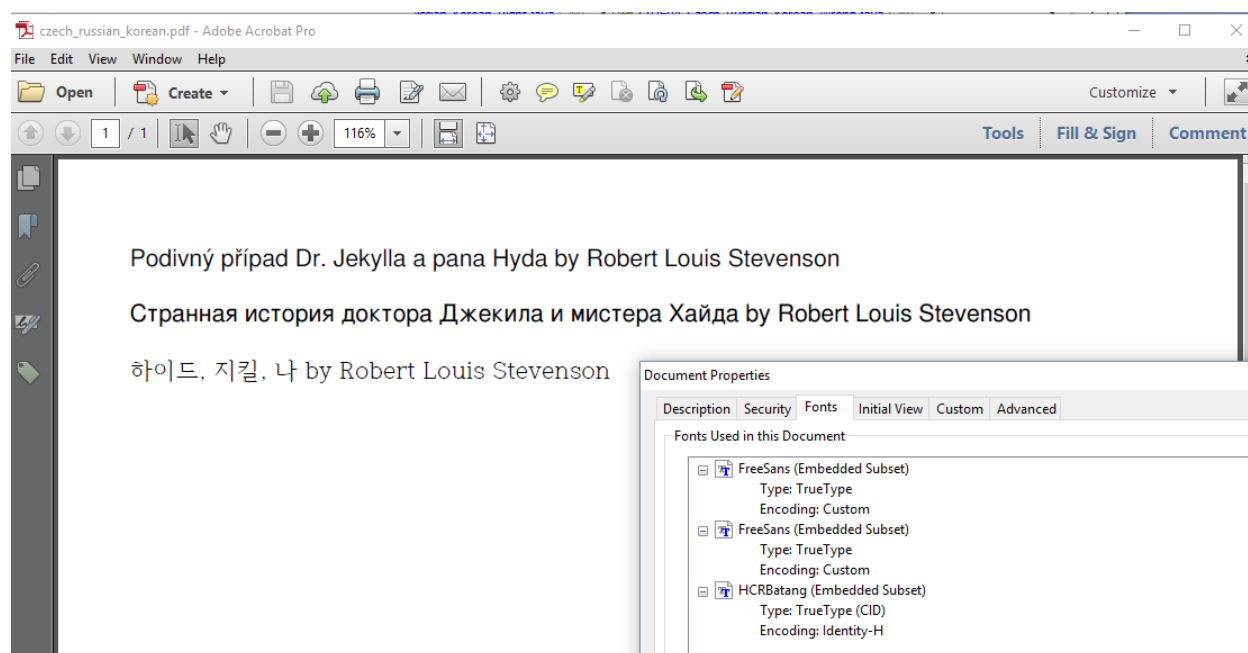 czech_russian_korean.pdf - Adobe Acrobat Pro
File Edit View Window Help
Open Create Customize
1 / 1 116% Tools Fill & Sign Comment
Podivný případ Dr. Jekylla a pana Hyda by Robert Louis Stevenson
Странная история доктора Джекила и мистера Хайда by Robert Louis Stevenson
하이드, 지킬, 나 by Robert Louis Stevenson
Document Properties
Description Security Fonts Initial View Custom Advanced
Fonts Used in this Document
FreeSans (Embedded Subset)
Type: TrueType
Encoding: Custom
FreeSans (Embedded Subset)
Type: TrueType
Encoding: Custom
HCRBatang (Embedded Subset)
Type: TrueType (CID)
Encoding: Identity-H